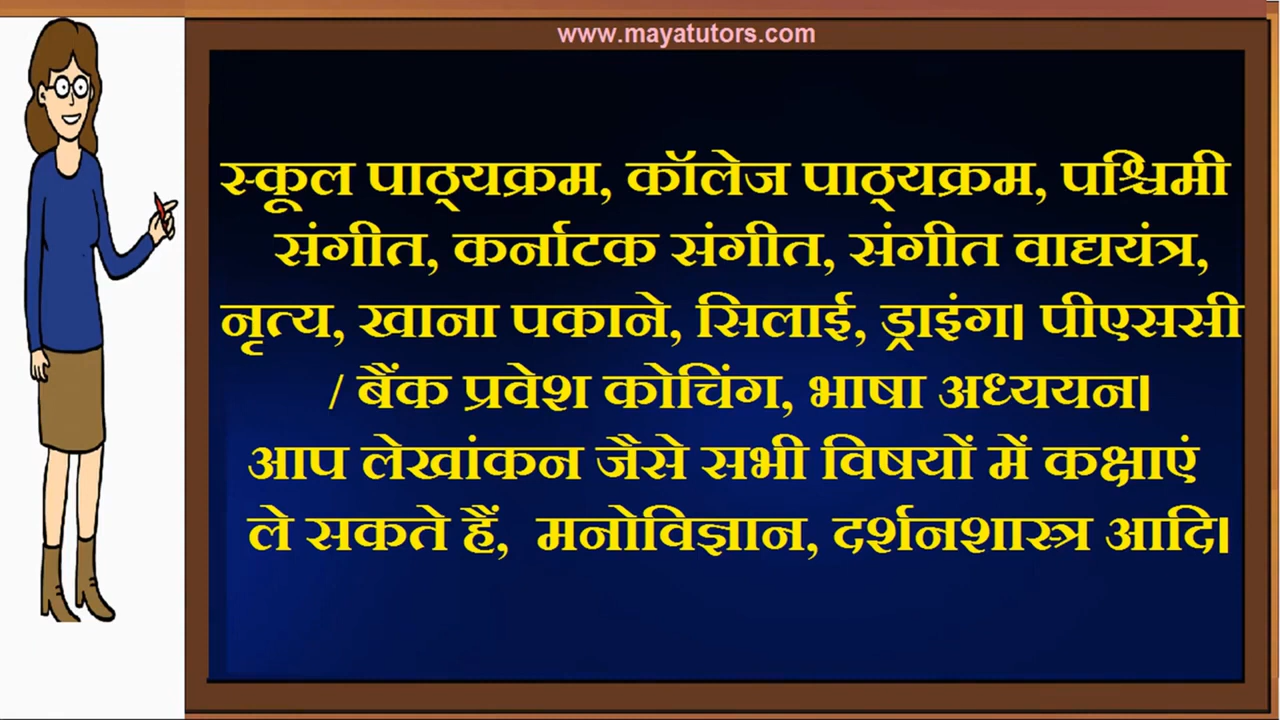 www.mayatutors.com
स्कूल पाठ्यक्रम, कॉलेज पाठ्यक्रम, पश्चिमी
संगीत, कर्नाटक संगीत, संगीत वाद्ययंत्र,
नृत्य, खाना पकाने, सिलाई, ड्राइंग। पीएससी
/ बैंक प्रवेश कोचिंग, भाषा अध्ययन।
आप लेखांकन जैसे सभी विषयों में कक्षाएं
ले सकते हैं, मनोविज्ञान, दर्शनशास्त्र आदि।